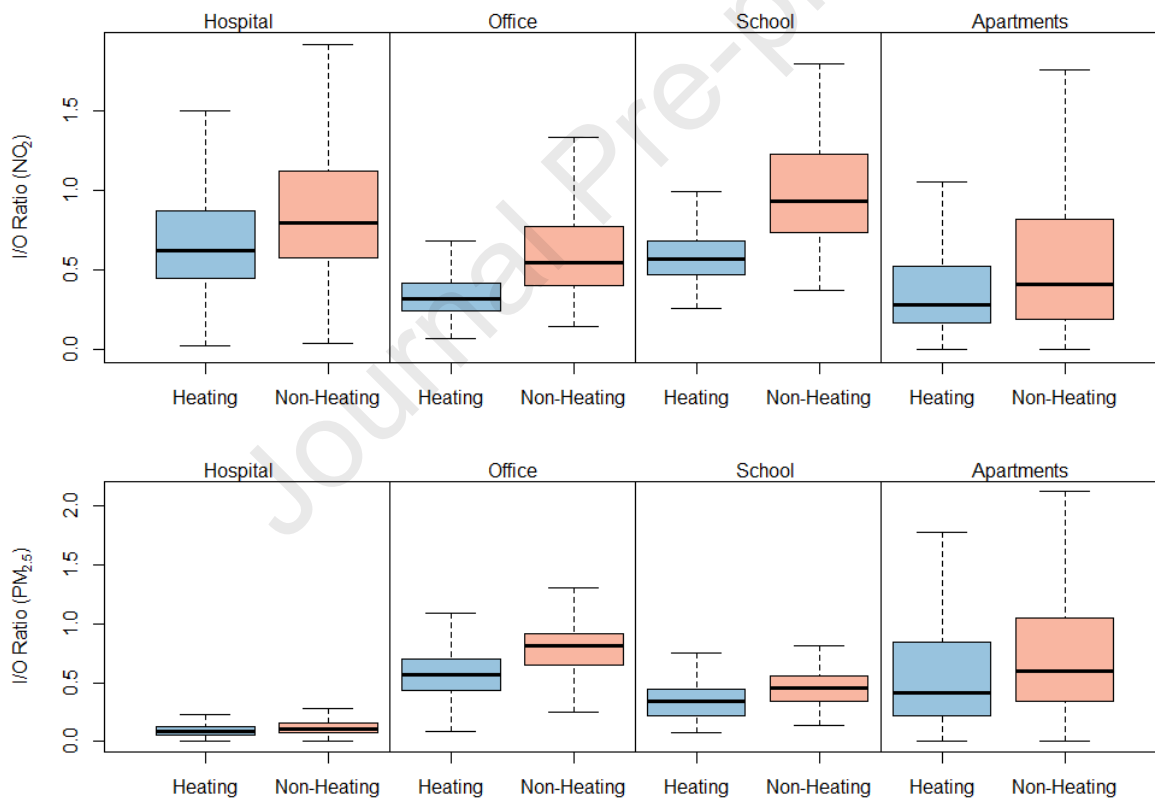 Hospital Office School Apartments
I/O Ratio (NO2)
1.5
1.0
0.5
0.0
Heating Non-Heating Heating Non-Heating Heating Non-Heating Heating Non-Heating
Journal Pre-p
Hospital Office School Apartments
I/O Ratio (PM2.5)
2.0
1.5
1.0
0.5
0.0
Heating Non-Heating Heating Non-Heating Heating Non-Heating Heating Non-Heating